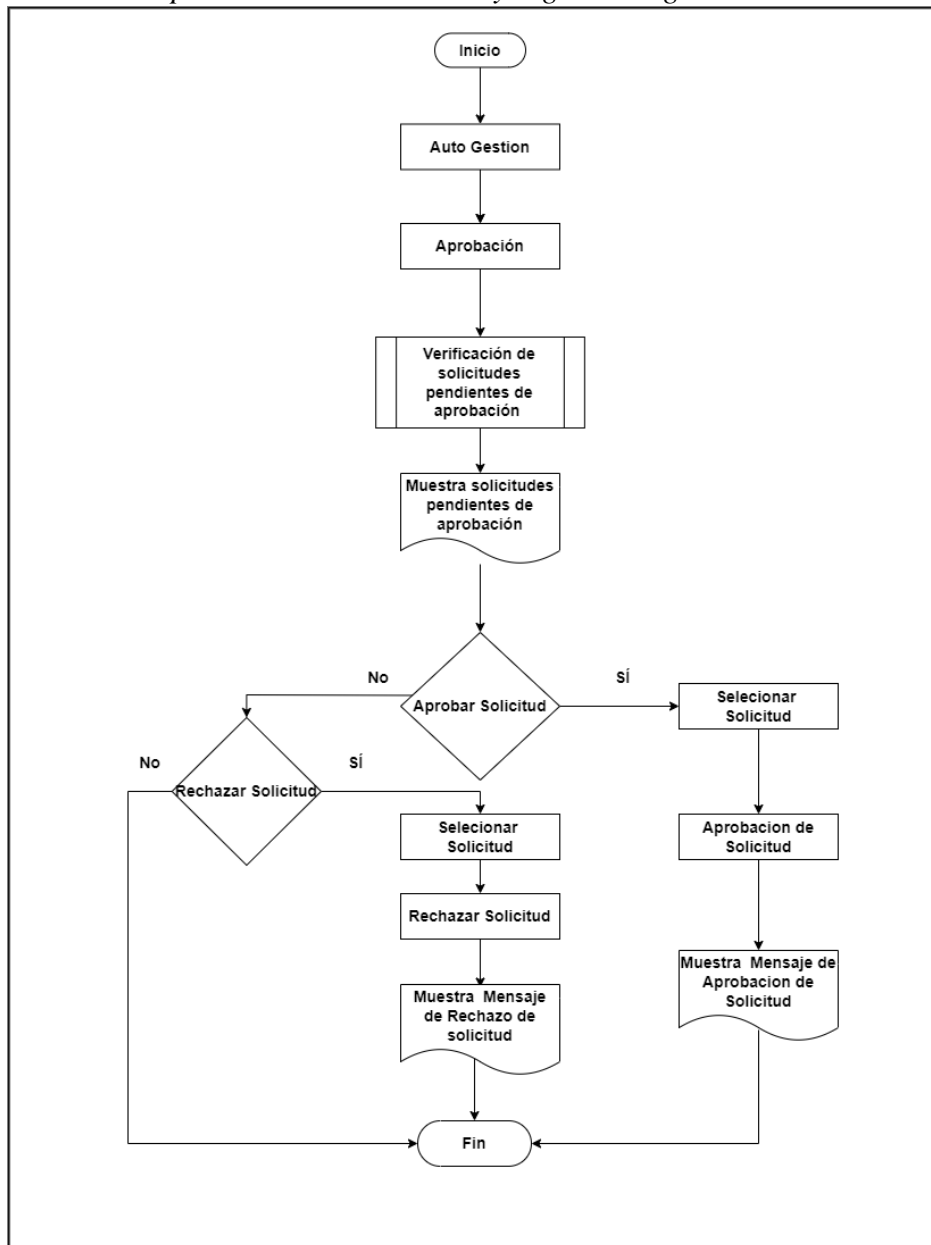 Inicio
Auto Gestion
Aprobación
Verificación de
solicitudes
pendientes de
aprobación
Muestra solicitudes
pendientes de
aprobación
No
SÍ
Aprobar Solicitud
Selecionar
Solicitud
No
SÍ
Rechazar Solicitud
Selecionar
Solicitud
Aprobacion de
Solicitud
Rechazar Solicitud
Muestra Mensaje de
Aprobacion de
Solicitud
Muestra Mensaje
de Rechazo de
solicitud
Fin